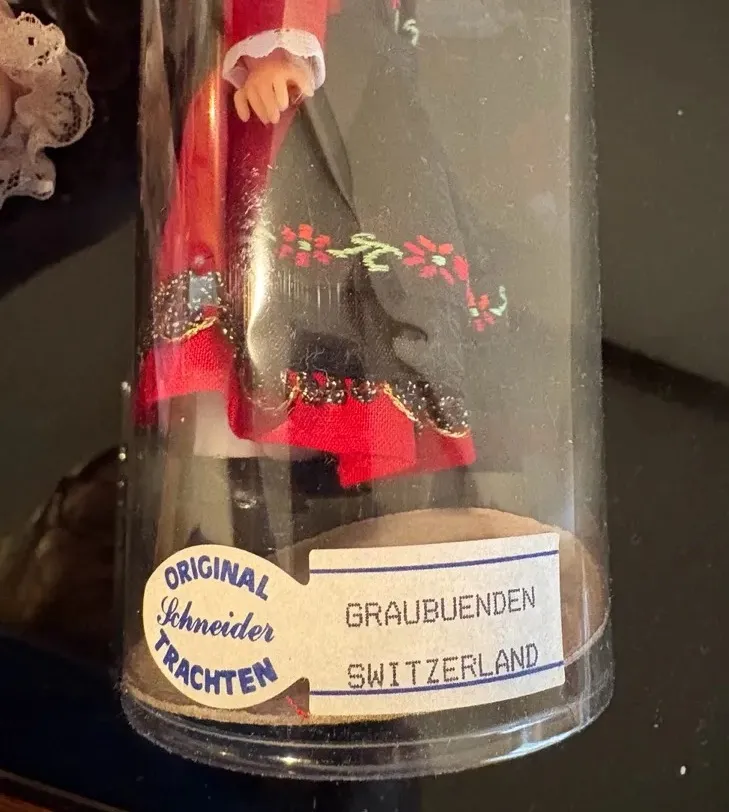 ORIGINAL
Schneider
TRACHTEN
GRAUBUENDEN
SWITZERLAND